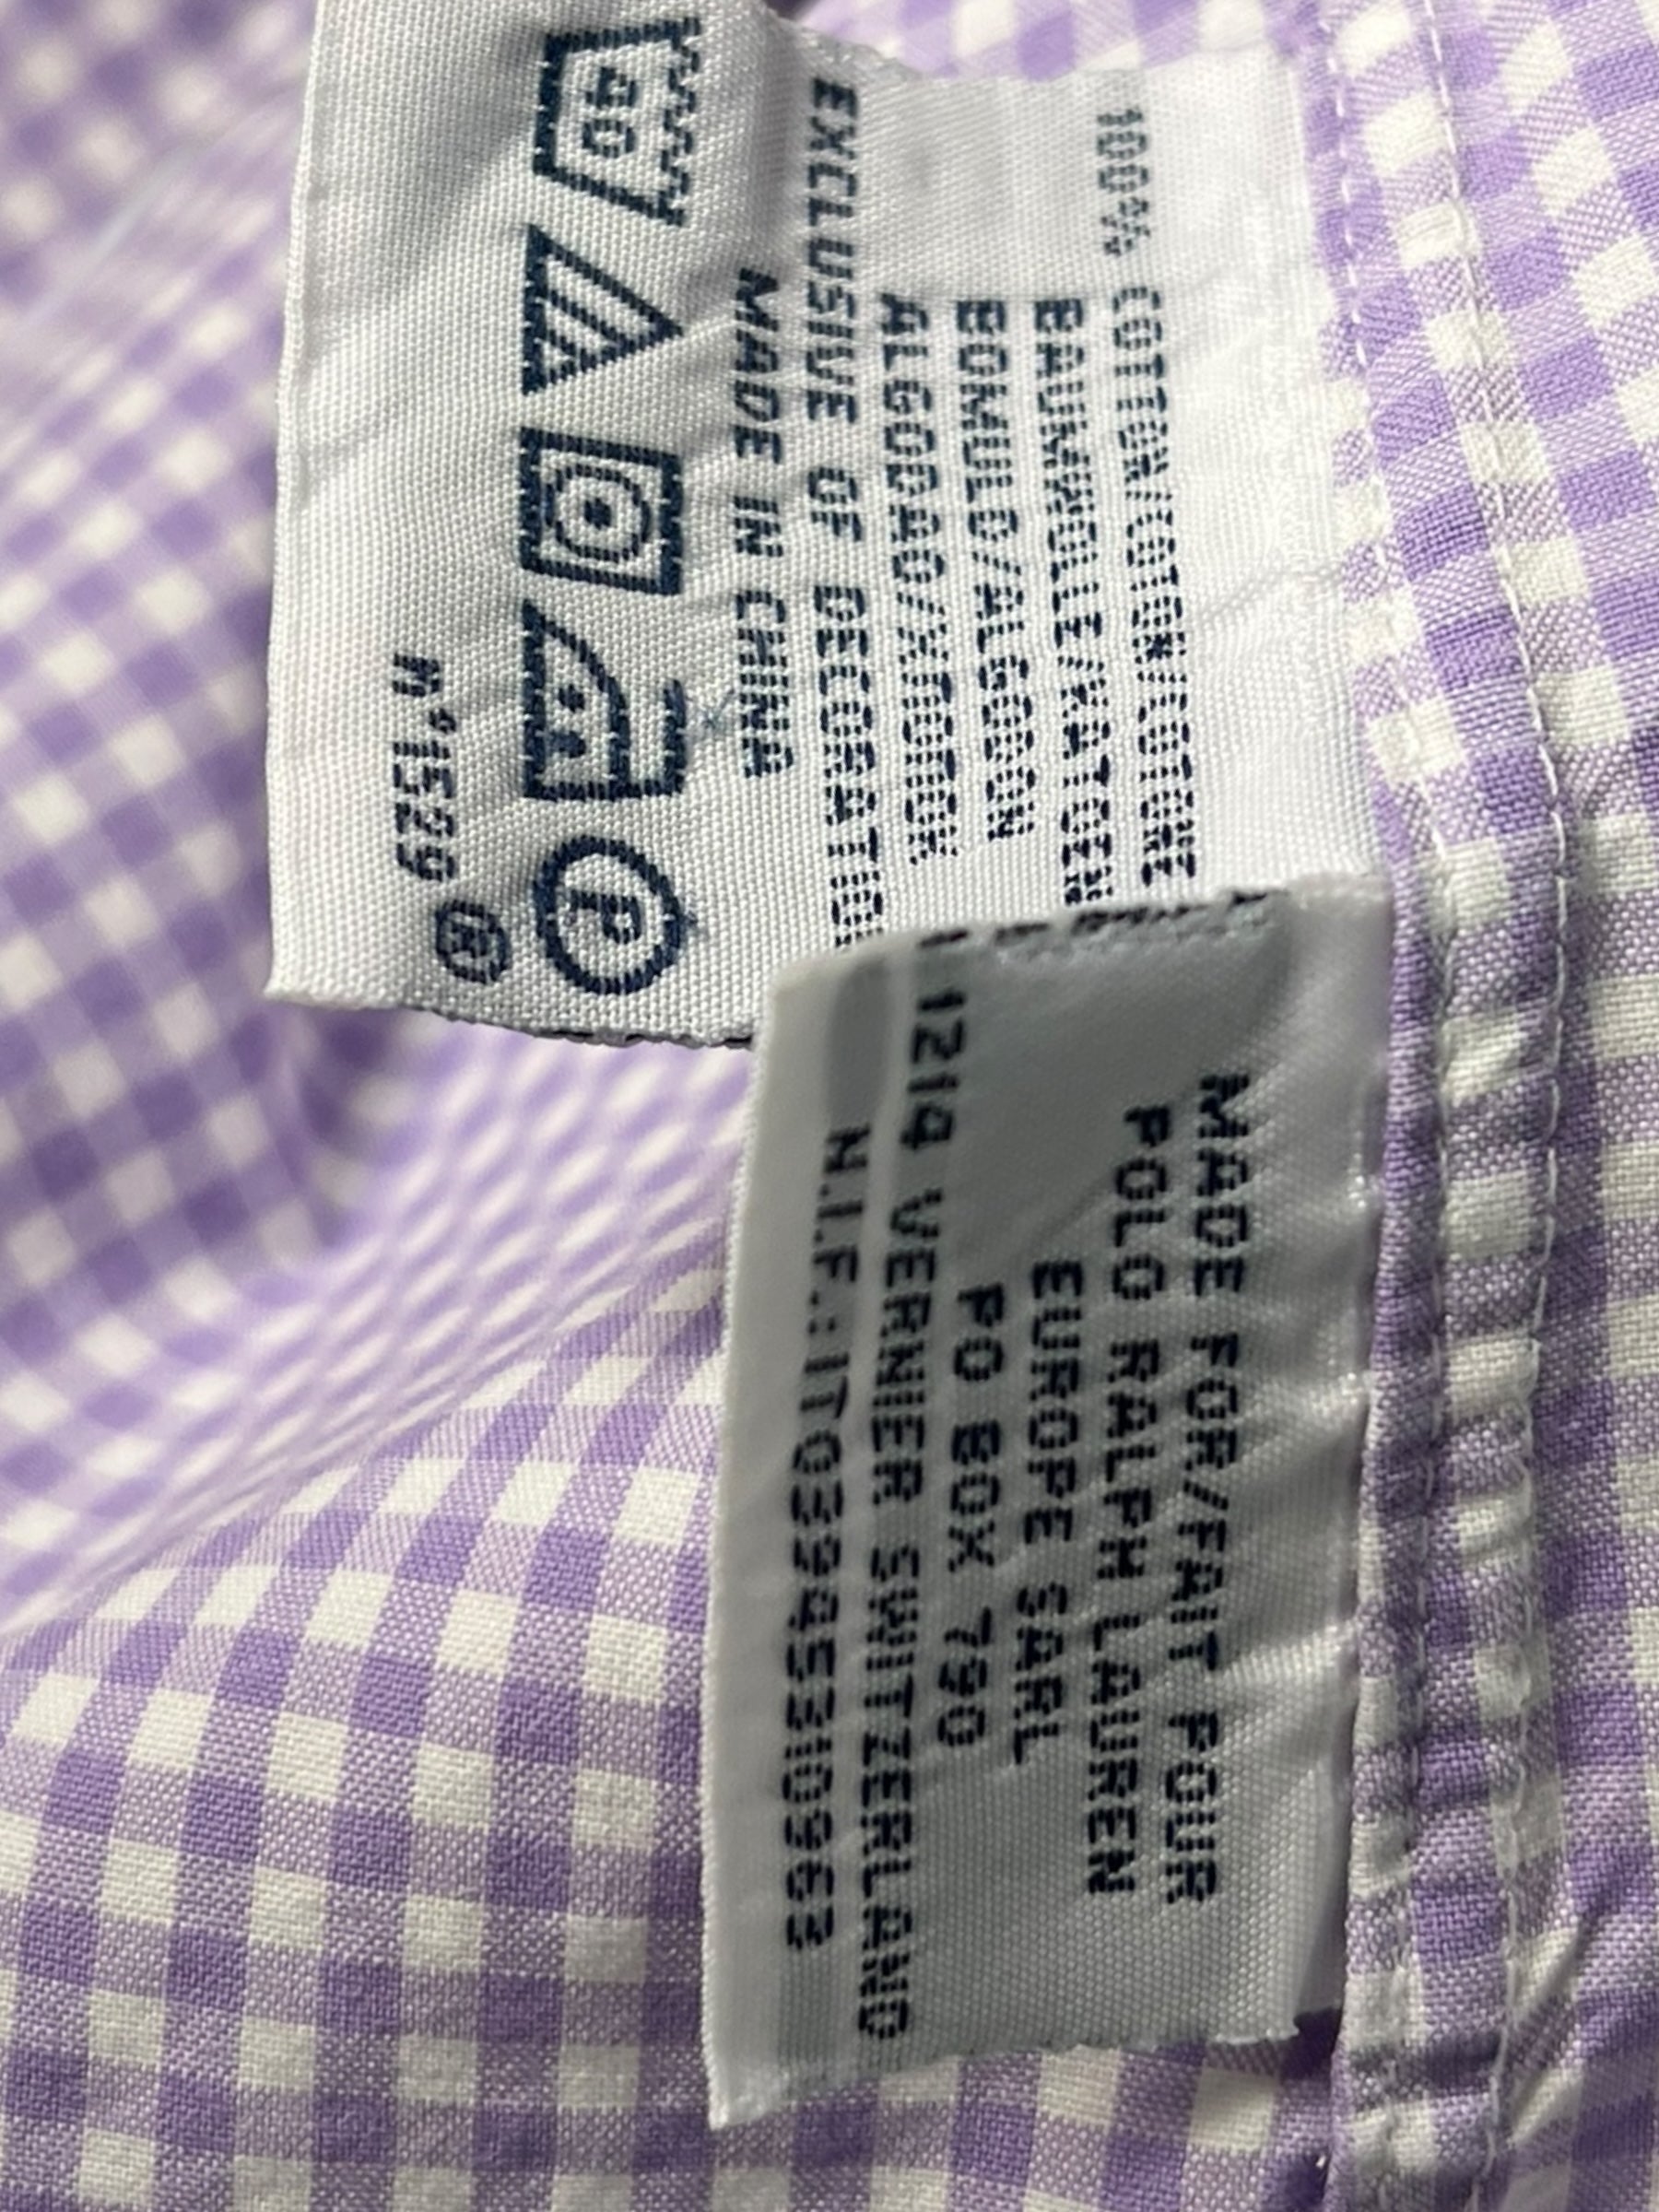 100% COTTON/COTON/COTONE
BAUMWOLLE/KATOEN
BOMULD/ALGODON
ALGODAO/XLOTTOK
EXCLUSIVE OF DECORATION
MADE IN CHINA
40
P
n°1529 ®
MADE FOR/FAIT POUR
POLO RALPH LAUREN
EUROPE SARL
PO BOX 790
1214 VERNIER SWITZERLAND
N.I.F.:IT03945310963